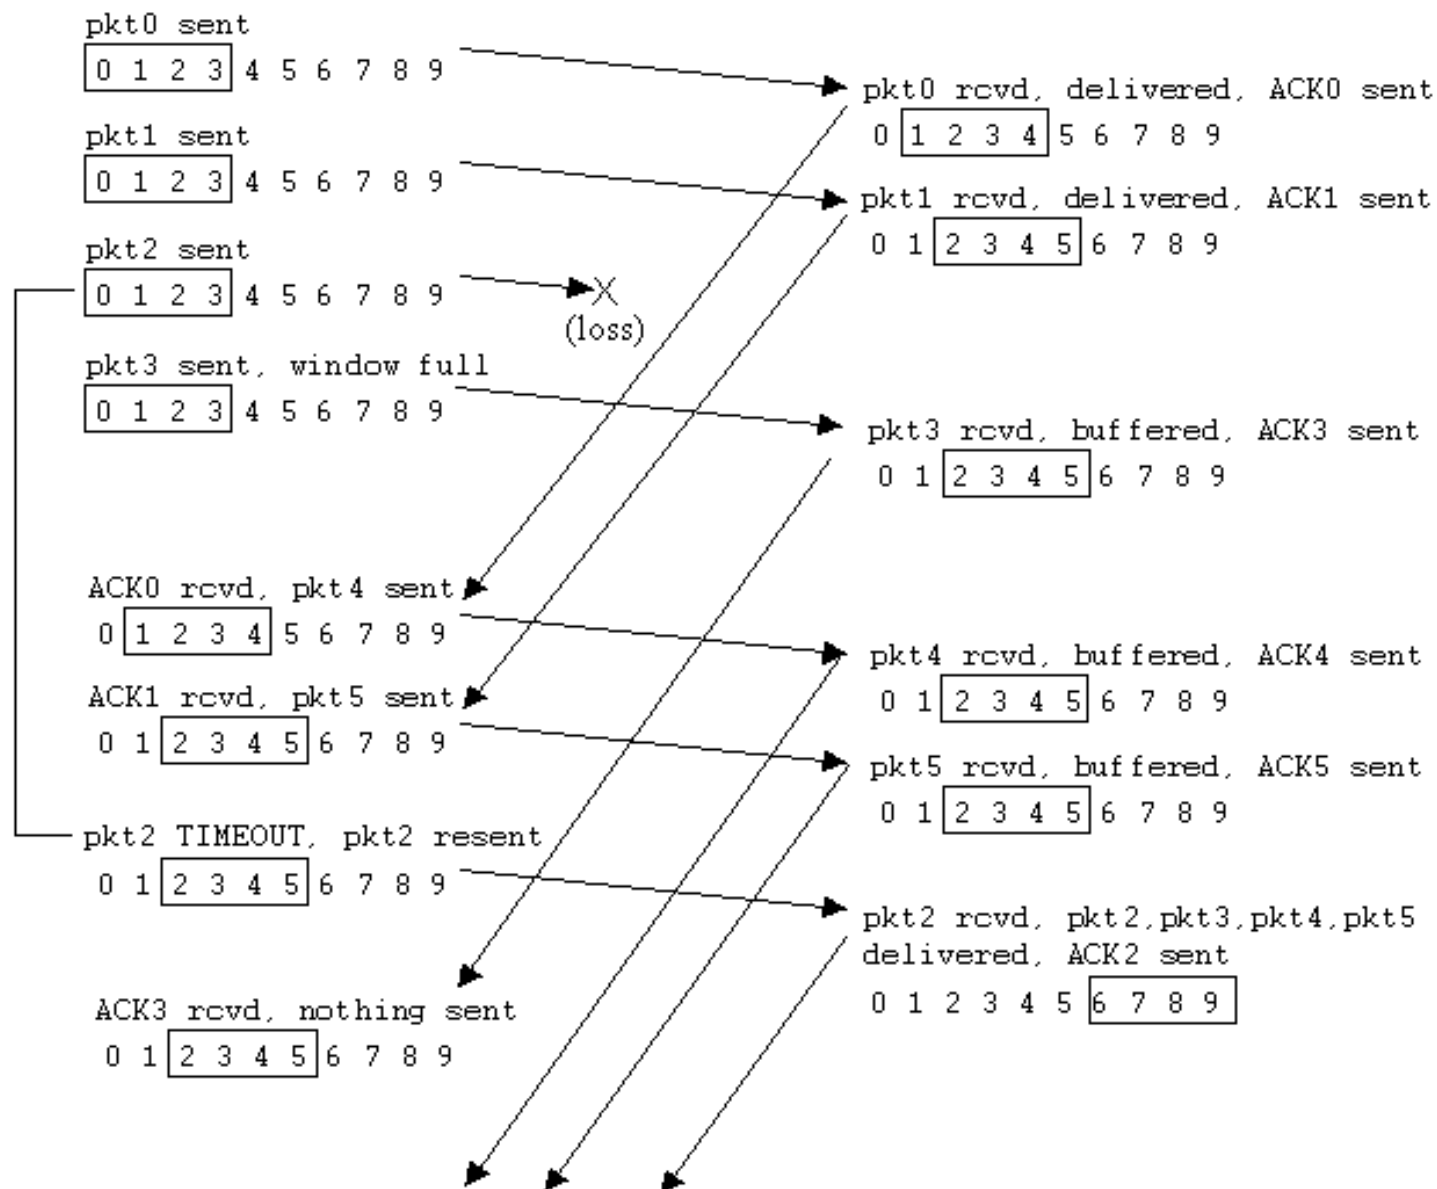 pkt0 sent
0 1 2 3 4 5 6 7 8 9
pkt0 rcvd, delivered, ACK0 sent
0 1 2 3 4 5 6 7 8 9
pkt1 sent
0 1 2 3 4 5 6 7 8 9
pkt1 rcvd, delivered, ACK1 sent
0 1 2 3 4 5 6 7 8 9
pkt2 sent
0 1 2 3 4 5 6 7 8 9
X
(loss)
pkt3 sent, window full
0 1 2 3 4 5 6 7 8 9
pkt3 rcvd, buffered, ACK3 sent
0 1 2 3 4 5 6 7 8 9
ACK0 rcvd, pkt4 sent
0 1 2 3 4 5 6 7 8 9
pkt4 rcvd, buffered, ACK4 sent
0 1 2 3 4 5 6 7 8 9
ACK1 rcvd, pkt5 sent
0 1 2 3 4 5 6 7 8 9
pkt5 rcvd, buffered, ACK5 sent
0 1 2 3 4 5 6 7 8 9
pkt2 TIMEOUT, pkt2 resent
0 1 2 3 4 5 6 7 8 9
pkt2 rcvd, pkt2,pkt3,pkt4,pkt5
delivered, ACK2 sent
0 1 2 3 4 5 6 7 8 9
ACK3 rcvd, nothing sent
0 1 2 3 4 5 6 7 8 9